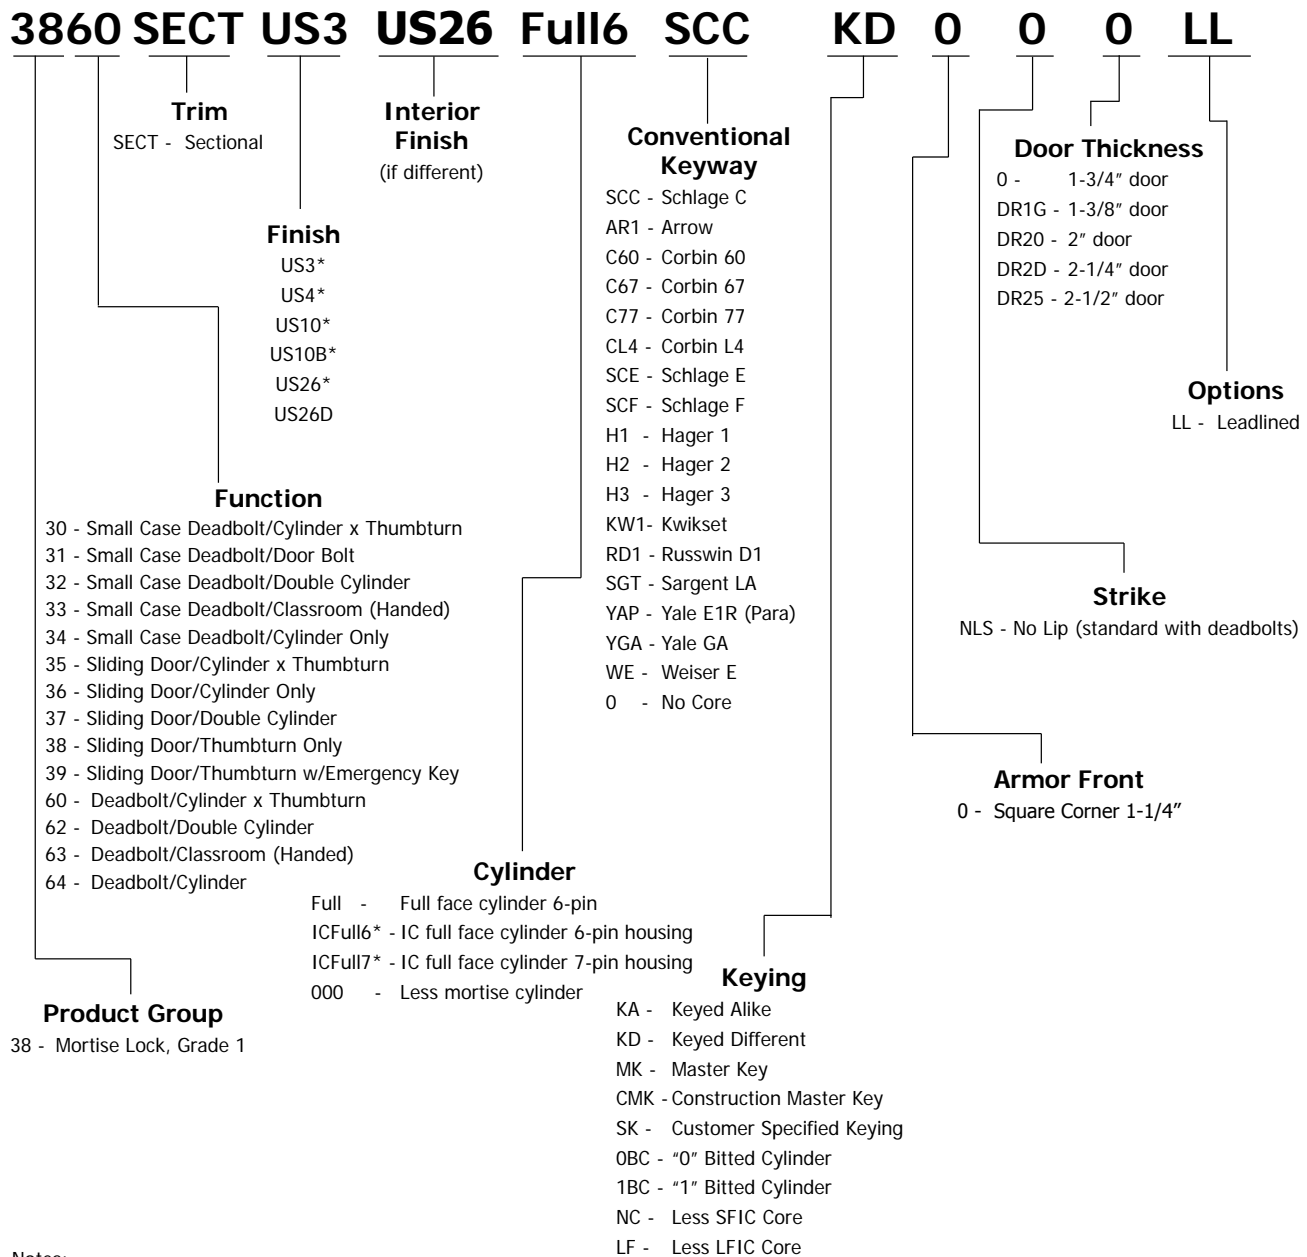 3860 SECT US3 US26 Full6 SCC KD 0 0 0 LL
Trim
SECT - Sectional
Interior
Finish
(if different)
Finish
US3*
US4*
US10*
US10B*
US26*
US26D
Function
30 - Small Case Deadbolt/Cylinder x Thumbturn
31 - Small Case Deadbolt/Door Bolt
32 - Small Case Deadbolt/Double Cylinder
33 - Small Case Deadbolt/Classroom (Handed)
34 - Small Case Deadbolt/Cylinder Only
35 - Sliding Door/Cylinder x Thumbturn
36 - Sliding Door/Cylinder Only
37 - Sliding Door/Double Cylinder
38 - Sliding Door/Thumbturn Only
39 - Sliding Door/Thumbturn w/Emergency Key
60 - Deadbolt/Cylinder x Thumbturn
62 - Deadbolt/Double Cylinder
63 - Deadbolt/Classroom (Handed)
64 - Deadbolt/Cylinder
Product Group
38 - Mortise Lock, Grade 1
Cylinder
Full - Full face cylinder 6-pin
ICFull6* - IC full face cylinder 6-pin housing
ICFull7* - IC full face cylinder 7-pin housing
000 - Less mortise cylinder
Conventional
Keyway
SCC - Schlage C
AR1 - Arrow
C60 - Corbin 60
C67 - Corbin 67
C77 - Corbin 77
CL4 - Corbin L4
SCE - Schlage E
SCF - Schlage F
H1 - Hager 1
H2 - Hager 2
H3 - Hager 3
KW1- Kwikset
RD1 - Russwin D1
SGT - Sargent LA
YAP - Yale E1R (Para)
YGA - Yale GA
WE - Weiser E
0 - No Core
Keying
KA - Keyed Alike
KD - Keyed Different
MK - Master Key
CMK - Construction Master Key
SK - Customer Specified Keying
0BC - “0” Bitted Cylinder
1BC - “1” Bitted Cylinder
NC - Less SFIC Core
LF - Less LFIC Core
Door Thickness
0 - 1-3/4” door
DR1G - 1-3/8” door
DR20 - 2” door
DR2D - 2-1/4” door
DR25 - 2-1/2” door
Options
LL - Leadlined
Strike
NLS - No Lip (standard with deadbolts)
Armor Front
0 - Square Corner 1-1/4”
Notes: